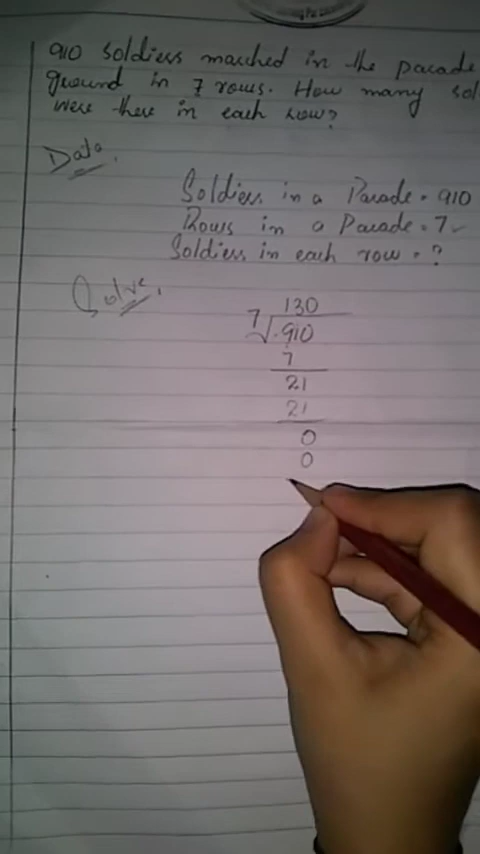 910 soldiers marched in the parade
ground in 7 rows. How many sol
were there in each row?
Data.
Soldiers in a Parade = 910
Rows in a Parade = 7
Soldiers in each row = ?
Solve.
130
7√910
7
21
21
0
0